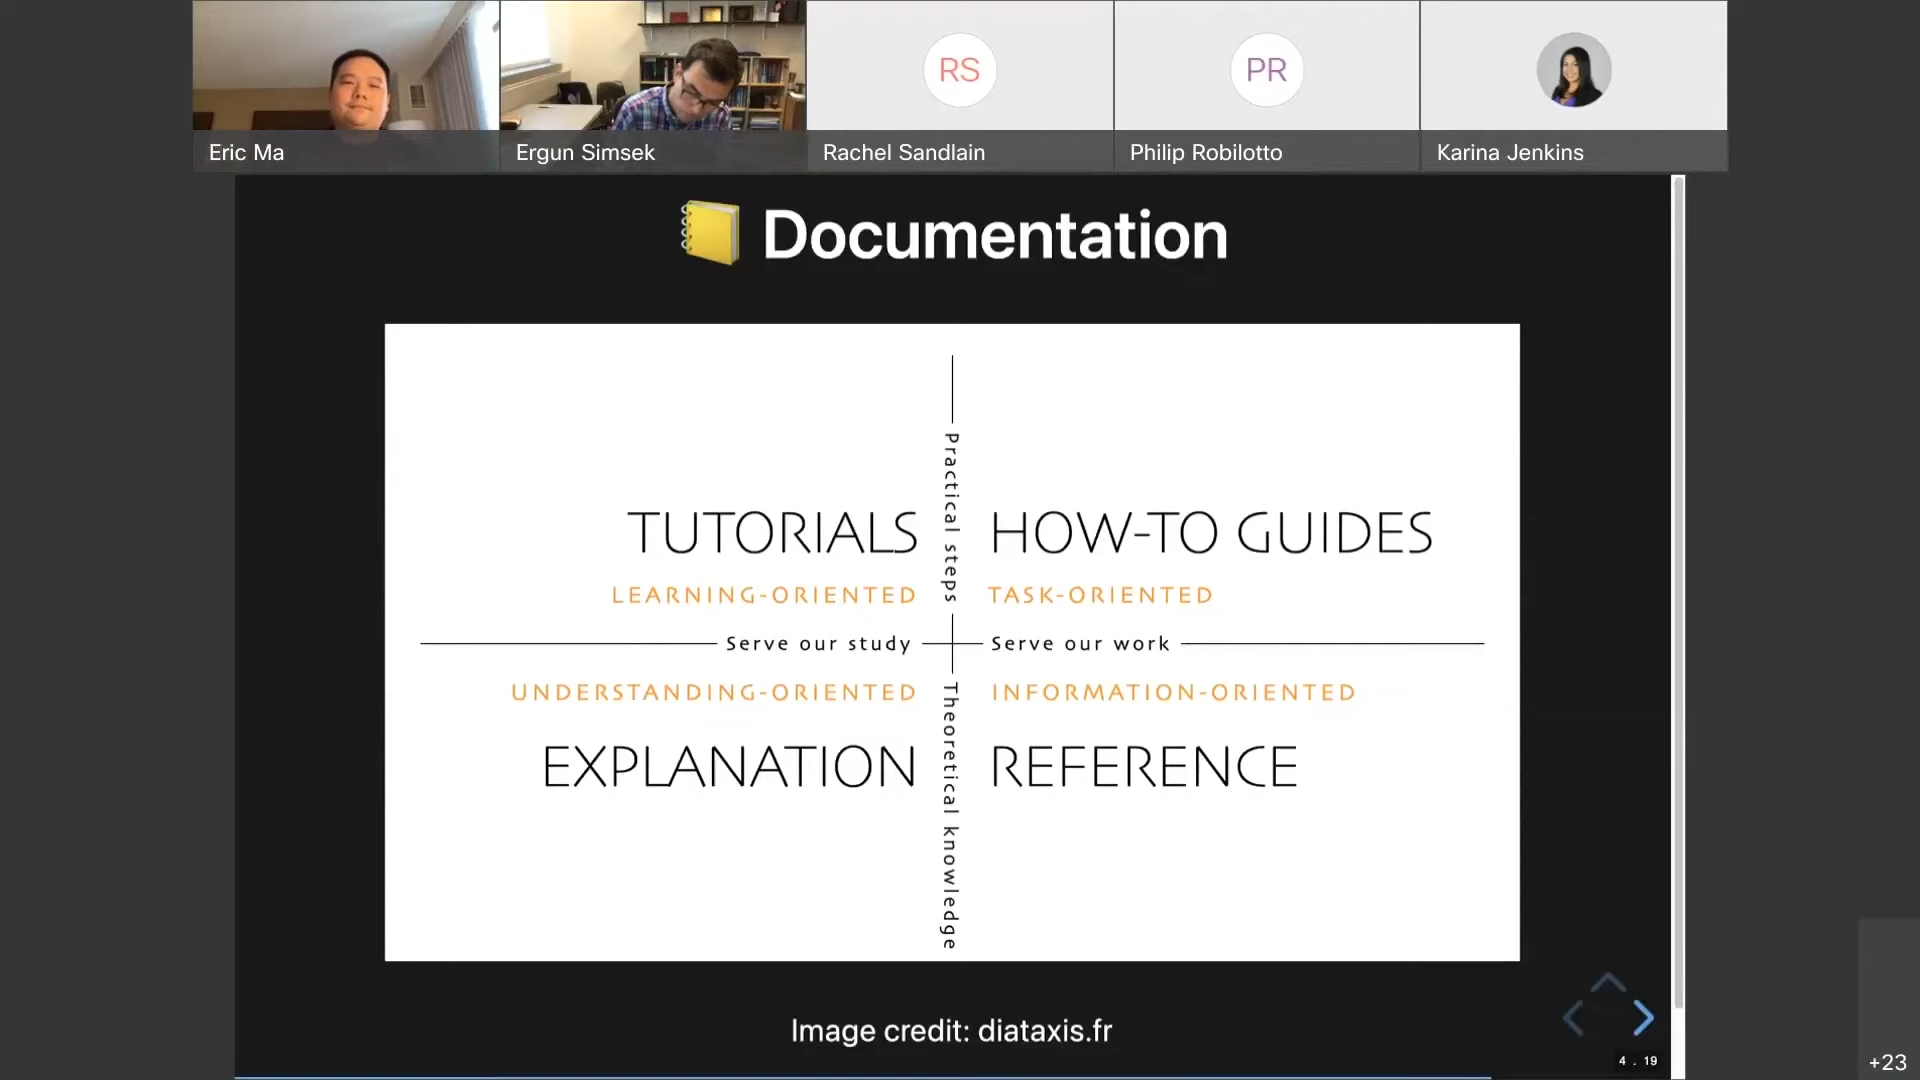 RS
PR
Eric Ma
Ergun Simsek
Rachel Sandlain
Philip Robilotto
Karina Jenkins
Documentation
Practical steps
TUTORIALS
HOW-TO GUIDES
LEARNING-ORIENTED
TASK-ORIENTED
Serve our study
Serve our work
UNDERSTANDING-ORIENTED
INFORMATION-ORIENTED
Theoretical knowledge
EXPLANATION
REFERENCE
Image credit: diataxis.fr
4 . 19
+23